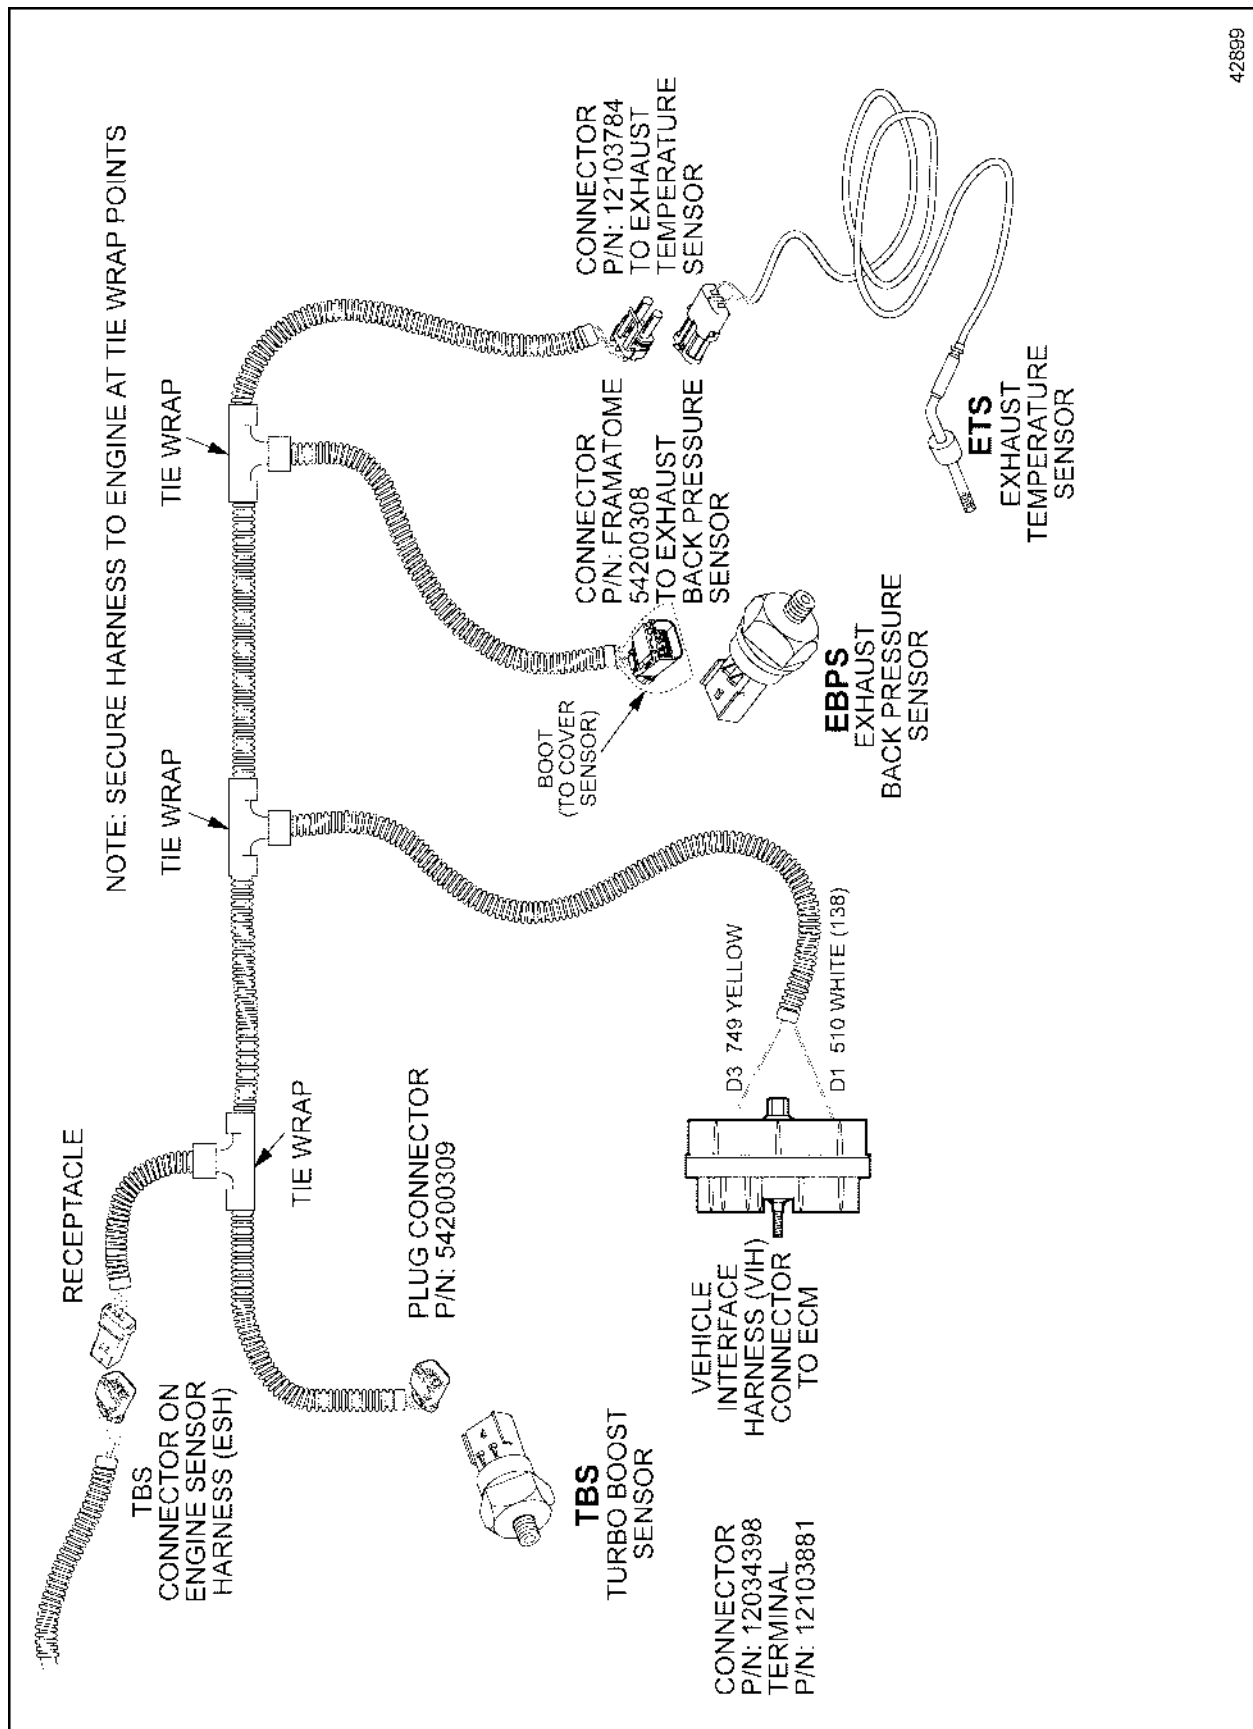 NOTE: SECURE HARNESS TO ENGINE AT TIE WRAP POINTS
RECEPTACLE
TIE WRAP
TIE WRAP
TIE WRAP
TBS
CONNECTOR ON
ENGINE SENSOR
HARNESS (ESH)
PLUG CONNECTOR
P/N: 54200309
TBS
TURBO BOOST
SENSOR
CONNECTOR
P/N: 12034398
TERMINAL
P/N: 12103881
VEHICLE
INTERFACE
HARNESS (VIH)
CONNECTOR
TO ECM
D3 749 YELLOW
D1 510 WHITE (138)
BOOT
(TO COVER
SENSOR)
CONNECTOR
P/N: FRAMATOME
54200308
TO EXHAUST
BACK PRESSURE
SENSOR
EBPS
EXHAUST
BACK PRESSURE
SENSOR
CONNECTOR
P/N: 12103784
TO EXHAUST
TEMPERATURE
SENSOR
ETS
EXHAUST
TEMPERATURE
SENSOR
42899